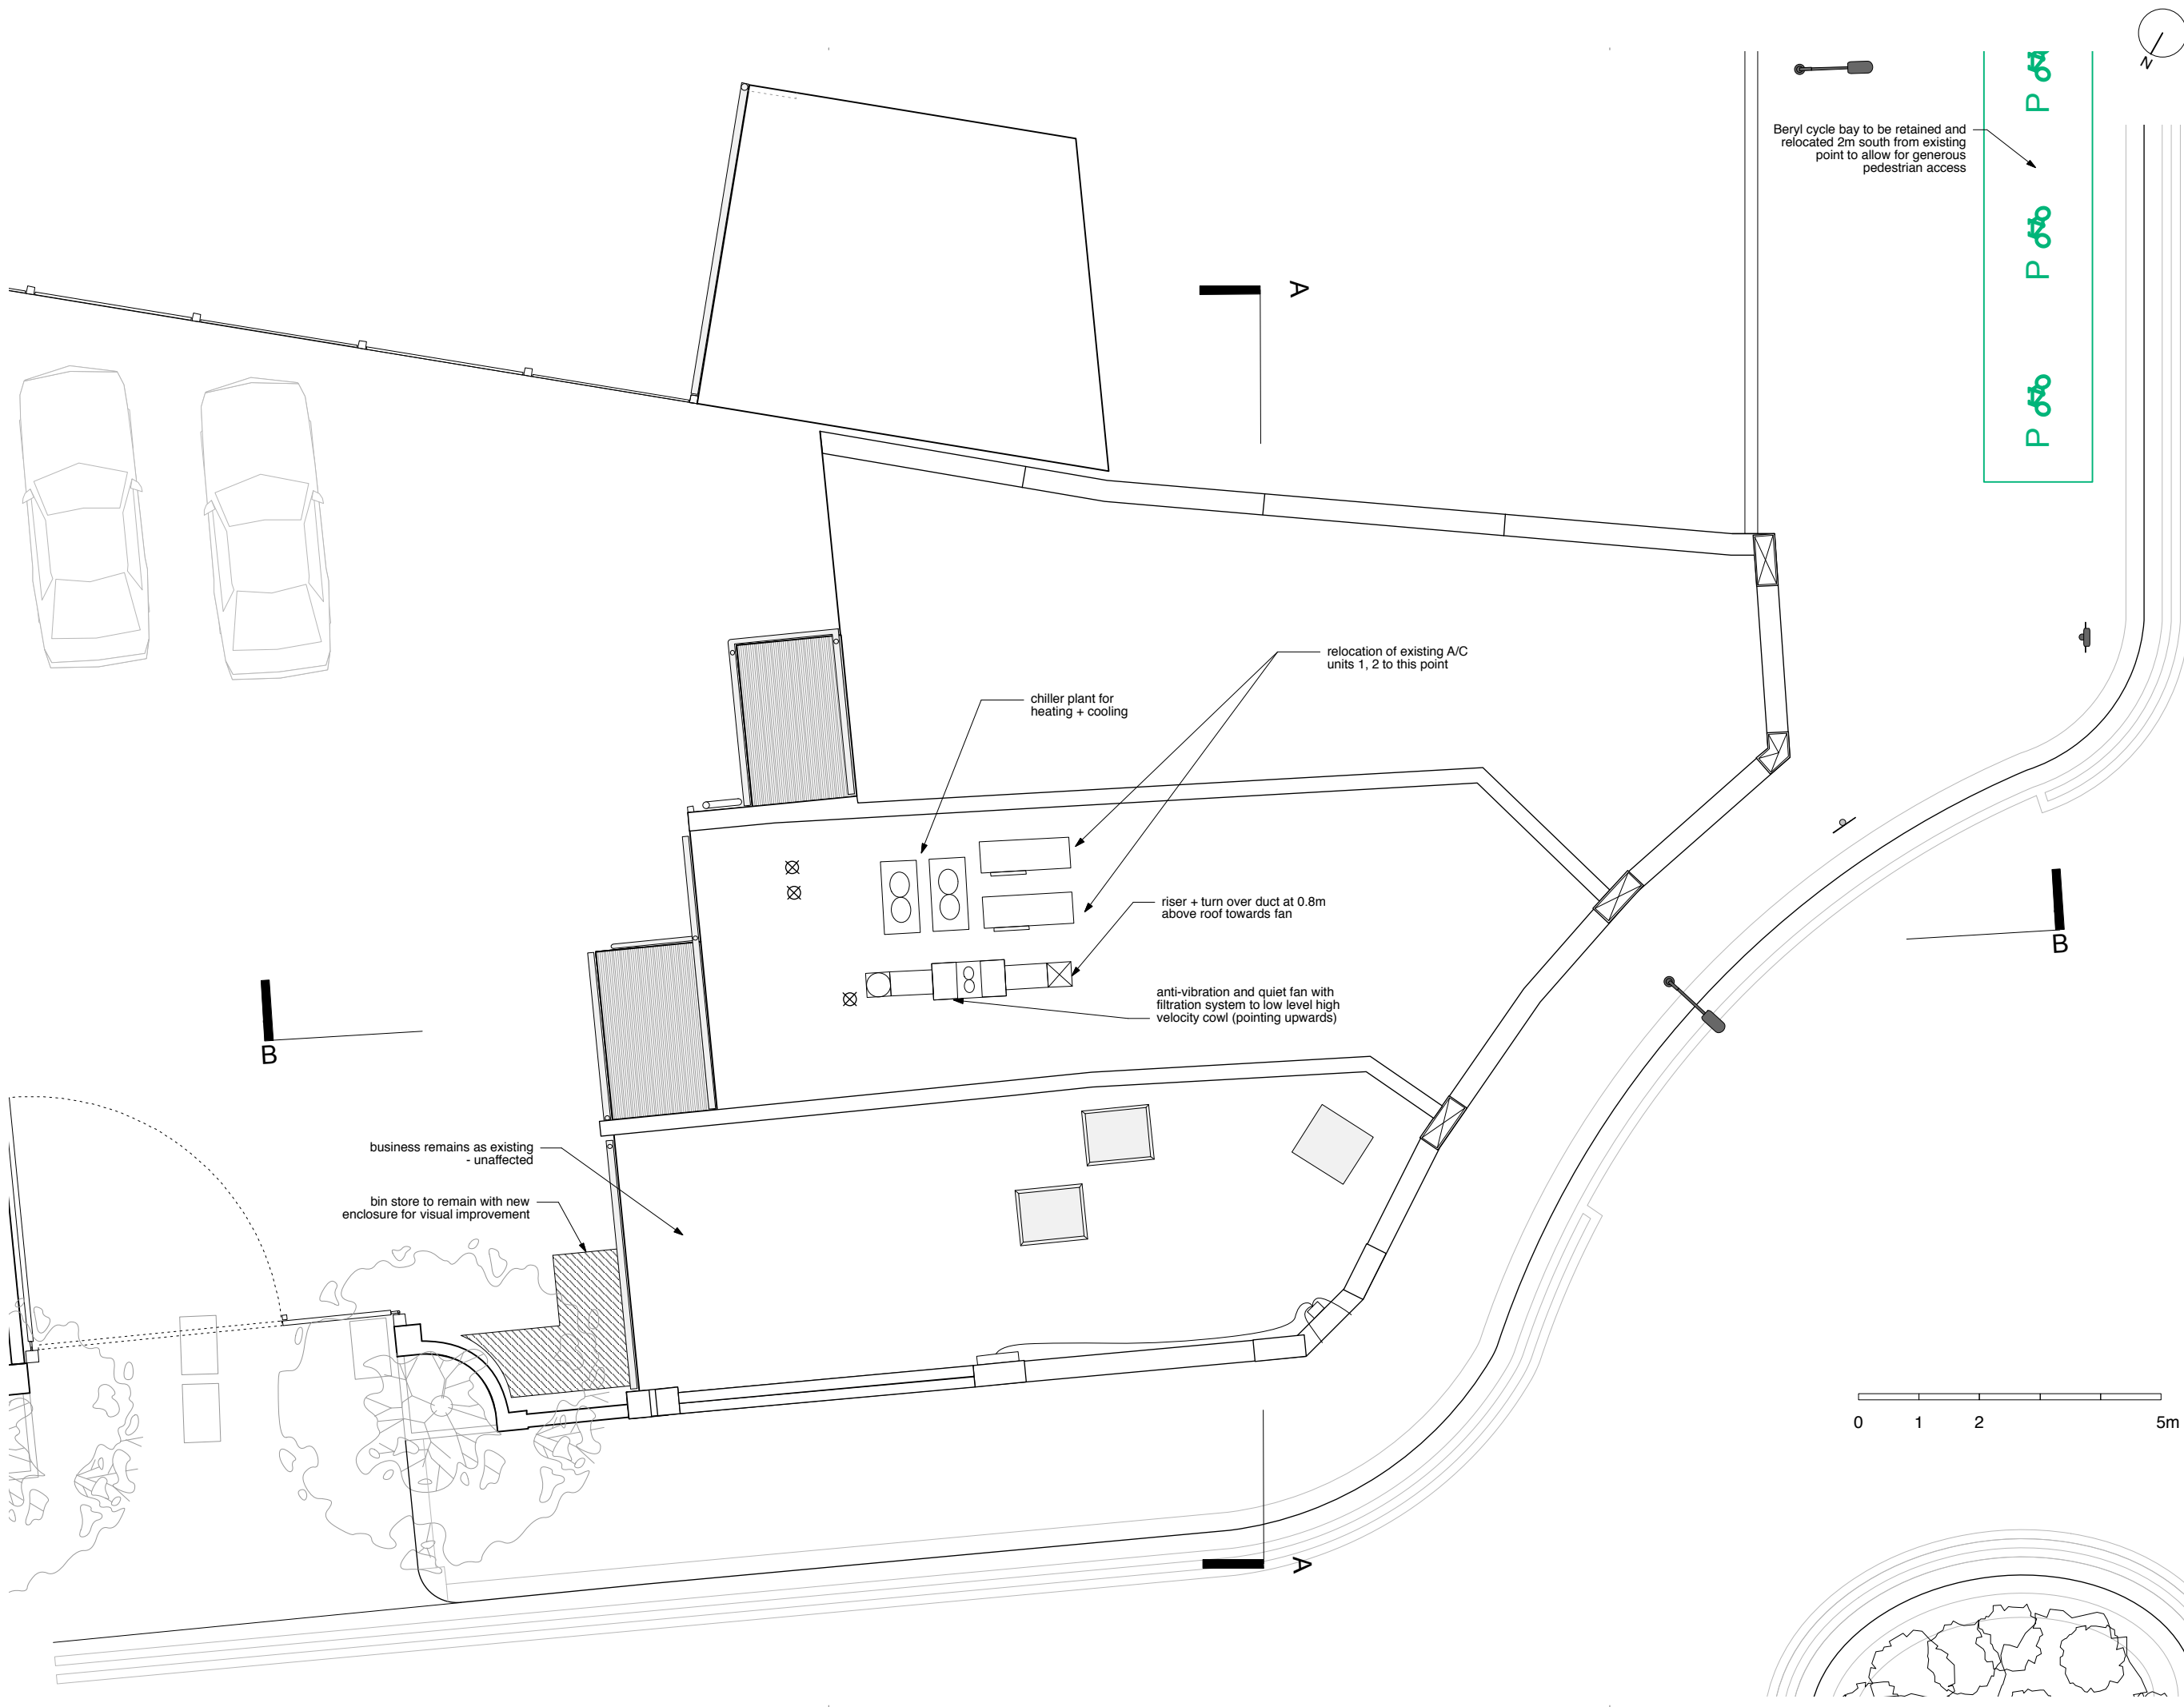 N
P
Beryl cycle bay to be retained and
relocated 2m south from existing
point to allow for generous
pedestrian access
P
A
P
relocation of existing A/C
units 1, 2 to this point
chiller plant for
heating + cooling
riser + turn over duct at 0.8m
above roof towards fan
B
anti-vibration and quiet fan with
filtration system to low level high
velocity cowl (pointing upwards)
B
business remains as existing
- unaffected
bin store to remain with new
enclosure for visual improvement
0 1 2 5m
A